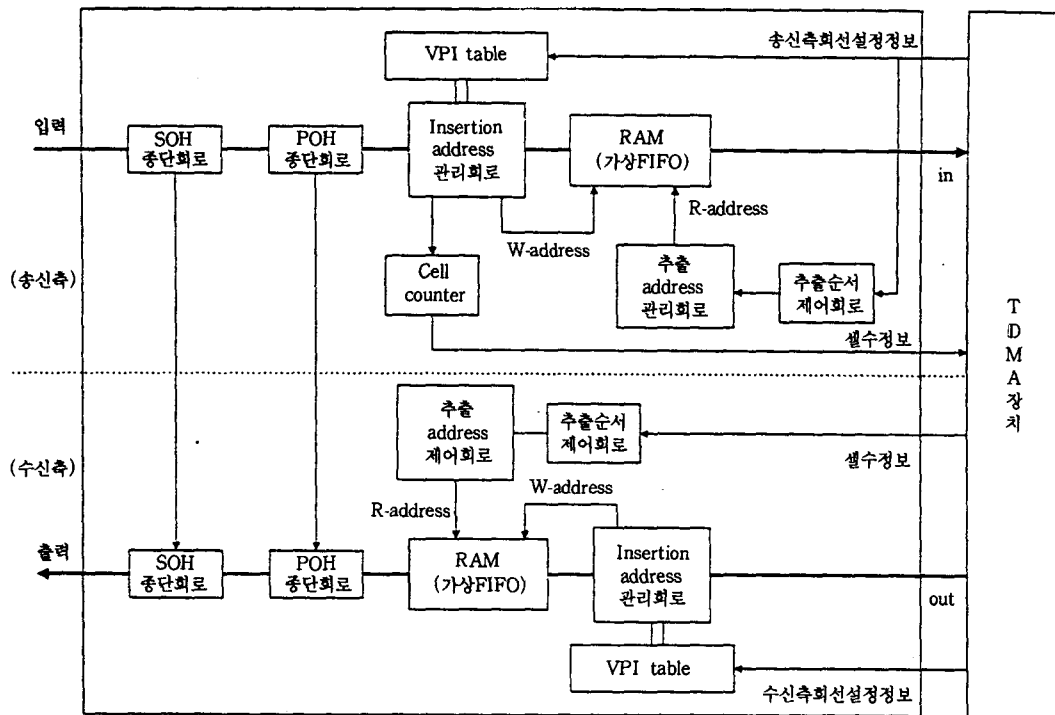 송신측회선설정정보
VPI table
입력
SOH
종단회로
POH
종단회로
Insertion
address
관리회로
RAM
(가상FIFO)
in
R-address
W-address
(송신측)
Cell
counter
추출
address
관리회로
추출순서
제어회로
셀수정보
T
D
M
A
장
치
추출
address
제어회로
추출순서
제어회로
(수신측)
셀수정보
W-address
R-address
출력
SOH
종단회로
POH
종단회로
RAM
(가상FIFO)
Insertion
address
관리회로
out
VPI table
수신측회선설정정보